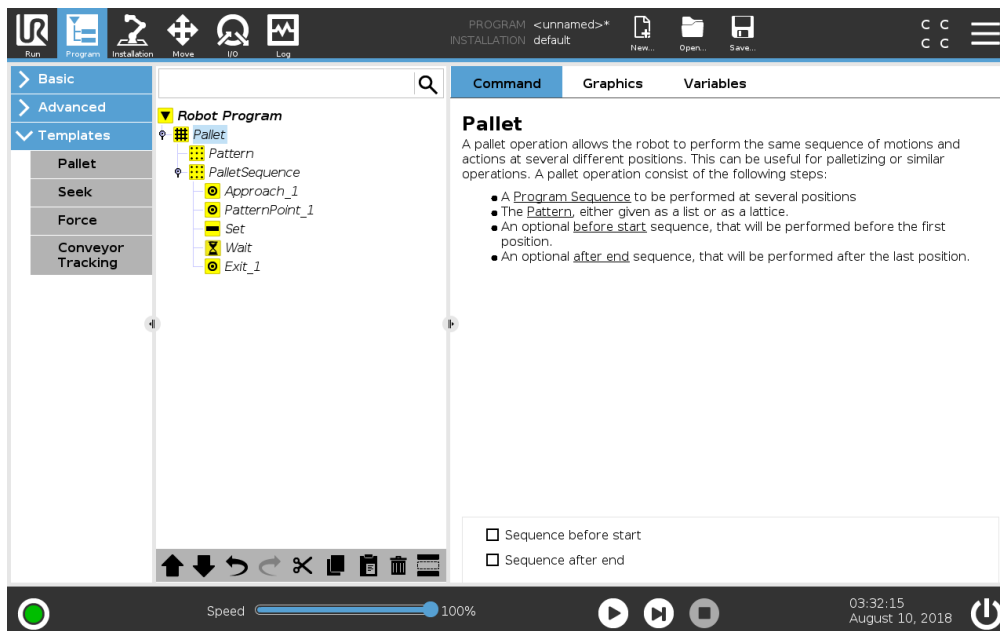 UR
PROGRAM <unnamed>*
INSTALLATION default
Run
Program
Installation
Move
I/O
Log
New...
Open...
Save...
C C
C C
Basic
Advanced
Templates
Pallet
Seek
Force
Conveyor
Tracking
Robot Program
Pallet
Pattern
PalletSequence
Approach_1
PatternPoint_1
Set
Wait
Exit_1
Command
Graphics
Variables
Pallet
A pallet operation allows the robot to perform the same sequence of motions and
actions at several different positions. This can be useful for palletizing or similar
operations. A pallet operation consist of the following steps:
● A Program Sequence to be performed at several positions
● The Pattern, either given as a list or as a lattice.
● An optional before start sequence, that will be performed before the first
position.
● An optional after end sequence, that will be performed after the last position.
Sequence before start
Sequence after end
Speed
100%
03:32:15
August 10, 2018